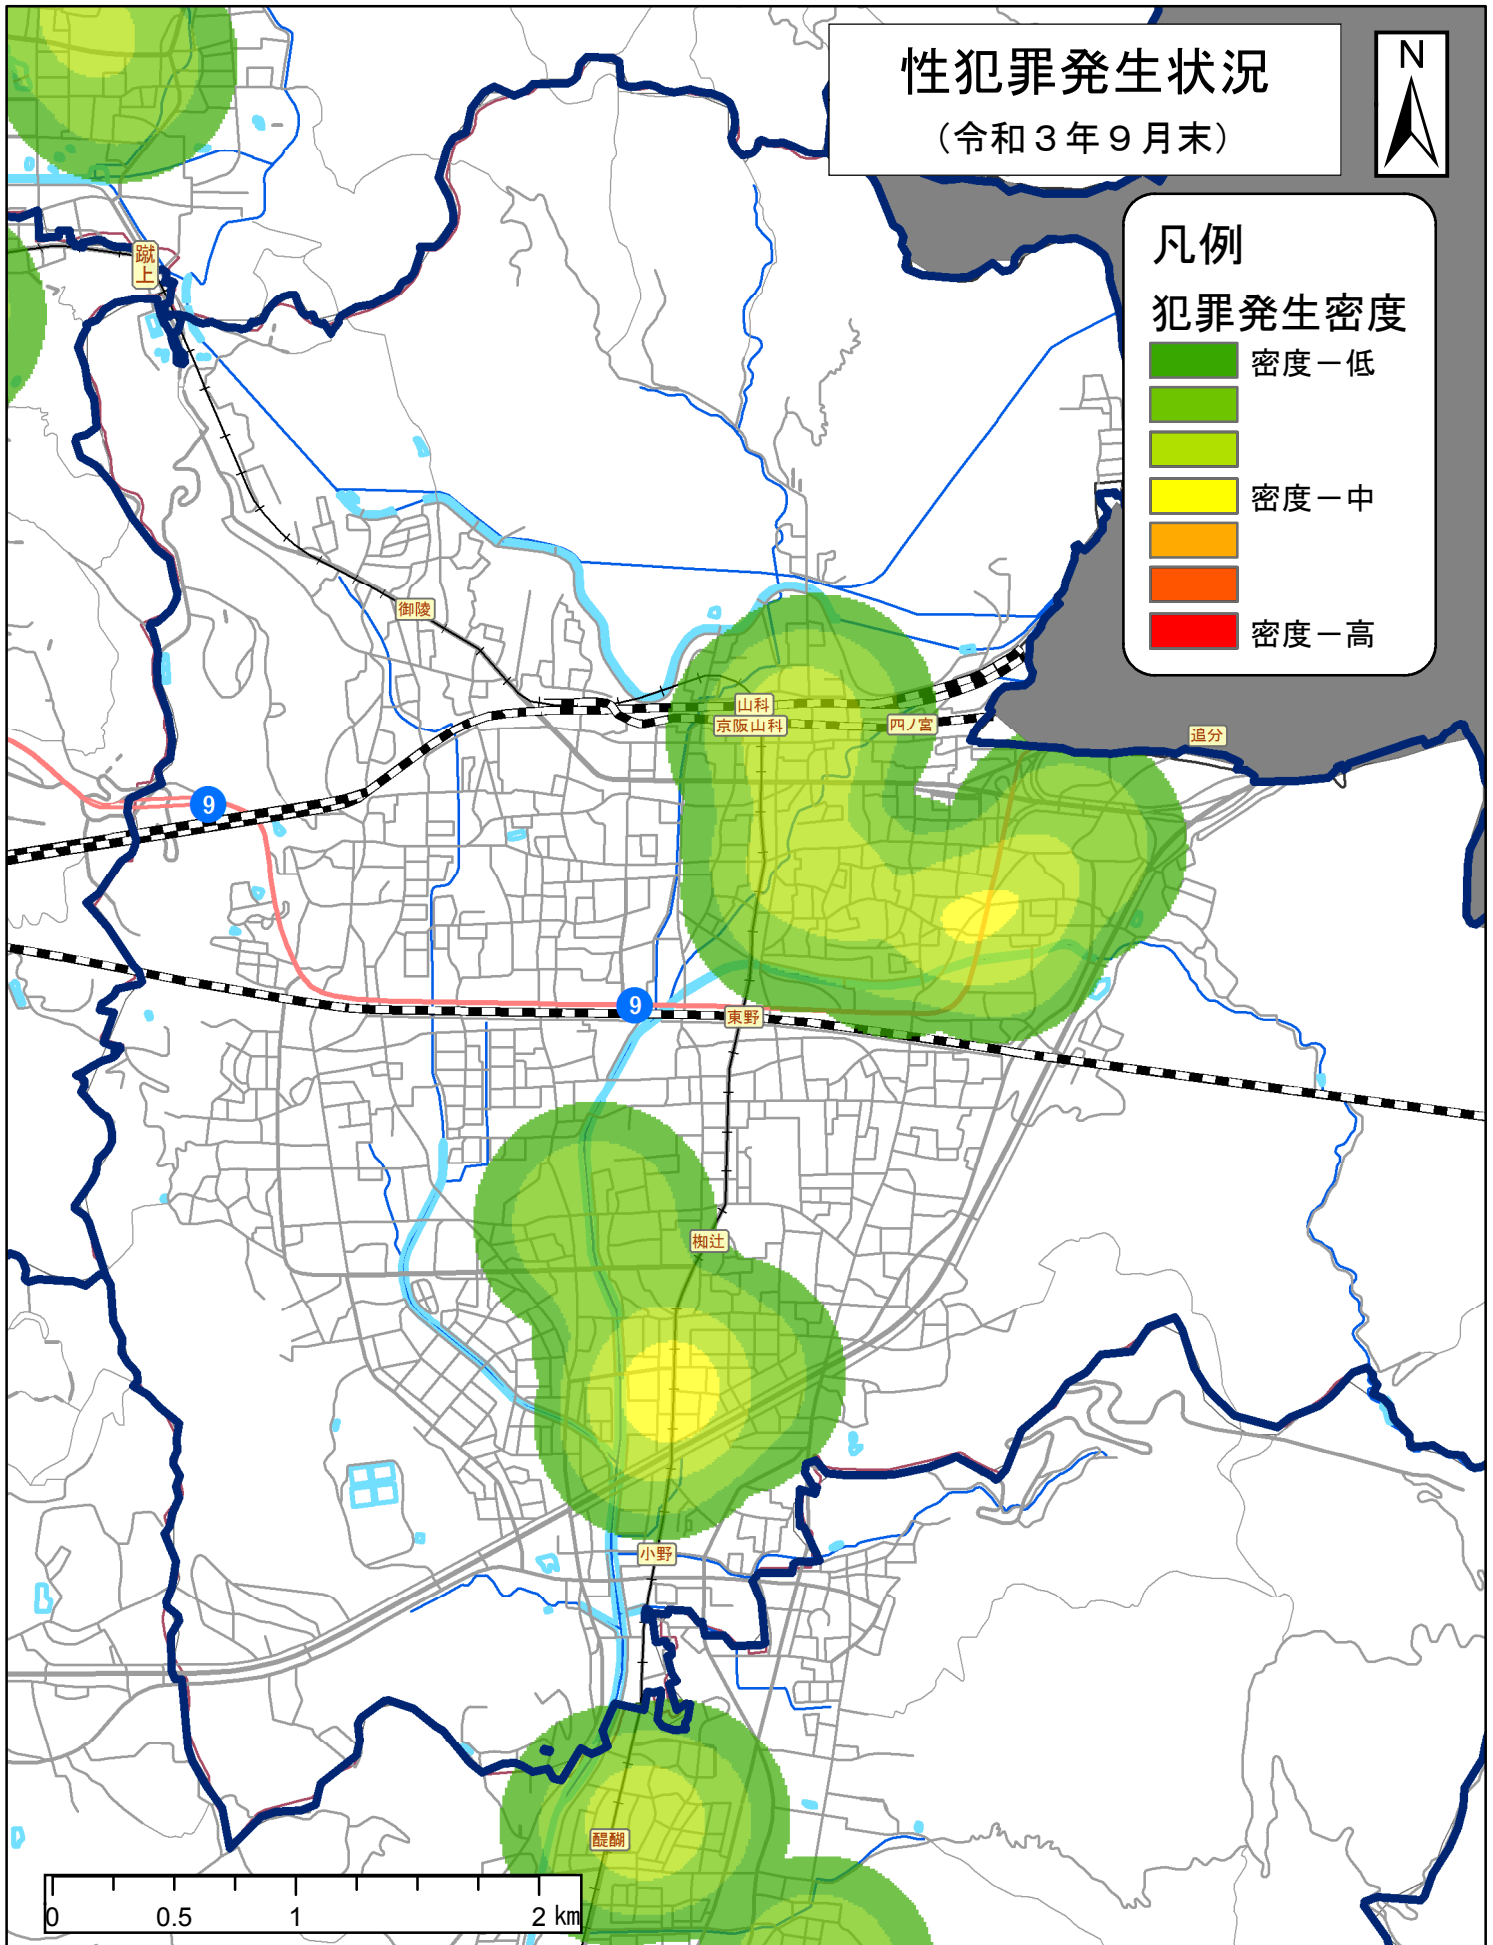 性犯罪発生状況
（令和３年９月末）
N
凡例
犯罪発生密度
密度－低
密度－中
密度－高
蹴上
御陵
山科
京阪山科
四ノ宮
追分
9
9
東野
椥辻
小野
醍醐
0 0.5 1 2 km